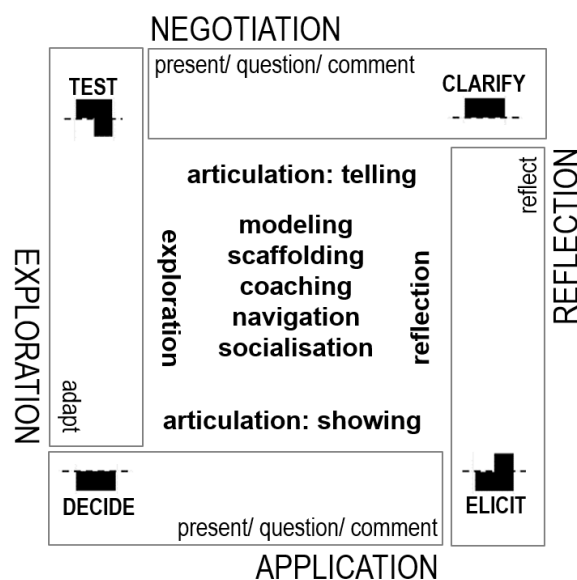 NEGOTIATION
present/ question/ comment
TEST
CLARIFY
articulation: telling
reflect
REFLECTION
modeling
scaffolding
coaching
navigation
socialisation
exploration
reflection
EXPLORATION
adapt
articulation: showing
DECIDE
ELICIT
present/ question/ comment
APPLICATION